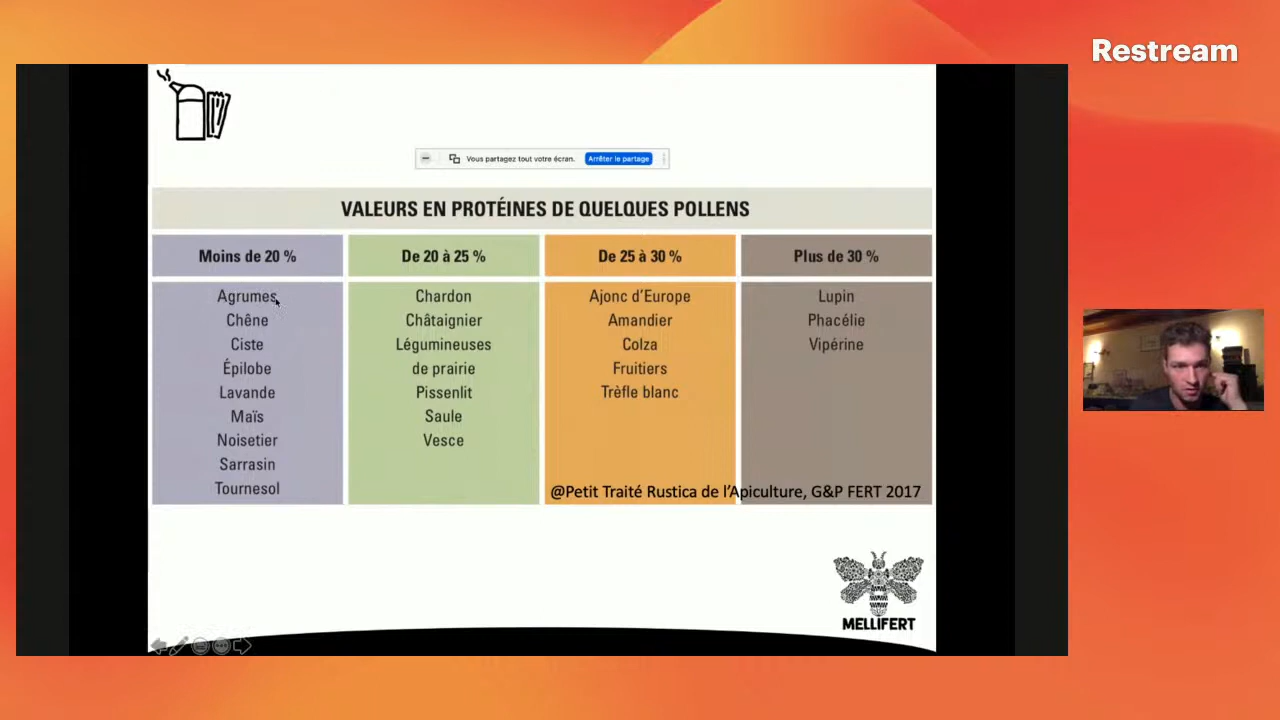 Restream
Vous partagez tout votre écran. Arrêter le partage
VALEURS EN PROTÉINES DE QUELQUES POLLENS
Moins de 20 %
Agrumes
Chêne
Ciste
Épilobe
Lavande
Maïs
Noisetier
Sarrasin
Tournesol
De 20 à 25 %
Chardon
Châtaignier
Légumineuses
de prairie
Pissenlit
Saule
Vesce
De 25 à 30 %
Ajonc d'Europe
Amandier
Colza
Fruitiers
Trèfle blanc
Plus de 30 %
Lupin
Phacélie
Vipérine
@Petit Traité Rustica de l'Apiculture, G&P FERT 2017
MELLIFERT